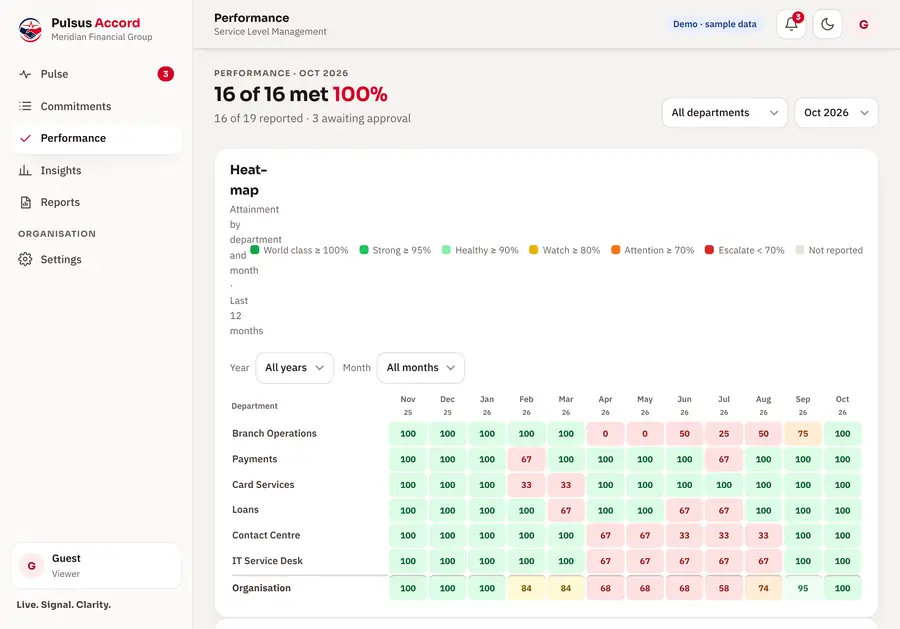 Pulsus Accord
Meridian Financial Group
Pulse 3
Commitments
Performance
Insights
Reports
ORGANISATION
Settings
G
Guest
Viewer
Live. Signal. Clarity.
Performance
Service Level Management
Demo · sample data
3
G
PERFORMANCE · OCT 2026
16 of 16 met 100%
16 of 19 reported · 3 awaiting approval
All departments
Oct 2026
Heat-
map
Attainment
by
department
and
month
·
Last
12
months
World class ≥ 100% Strong ≥ 95% Healthy ≥ 90% Watch ≥ 80% Attention ≥ 70% Escalate < 70% Not reported
Year All years Month All months
Department Nov 25 Dec 25 Jan 26 Feb 26 Mar 26 Apr 26 May 26 Jun 26 Jul 26 Aug 26 Sep 26 Oct 26
Branch Operations 100 100 100 100 100 0 0 50 25 50 75 100
Payments 100 100 100 67 100 100 100 100 67 100 100 100
Card Services 100 100 100 33 33 100 100 100 100 100 100 100
Loans 100 100 100 100 67 100 100 67 67 100 100 100
Contact Centre 100 100 100 100 100 67 67 33 33 33 100 100
IT Service Desk 100 100 100 100 100 67 67 67 67 67 100 100
Organisation 100 100 100 84 84 68 68 68 58 74 95 100